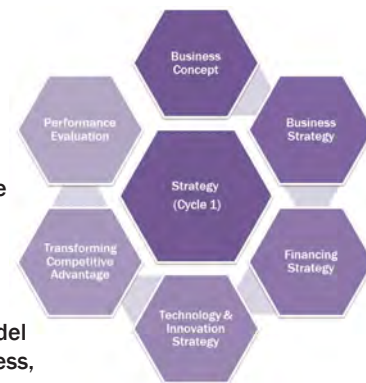 Business
Concept
Performance
Evaluation
Business
Strategy
Strategy
(Cycle 1)
Transforming
Competitive
Advantage
Financing
Strategy
Technology &
Innovation
Strategy
del
ess,